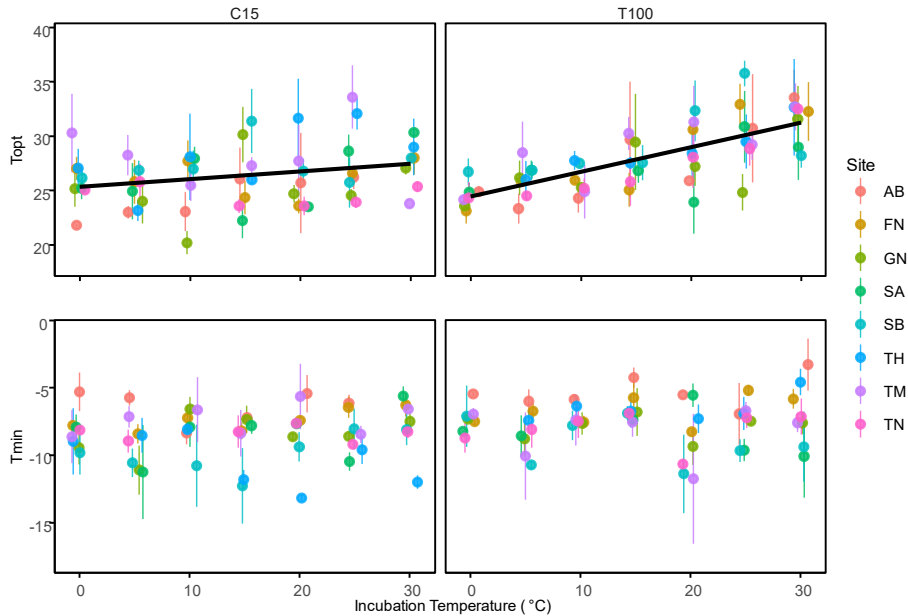 C15 T100
40
35
30
25
20
Topt
0
-5
-10
-15
Tmin
0 10 20 30 0 10 20 30
Incubation Temperature (°C)
Site
AB
FN
GN
SA
SB
TH
TM
TN